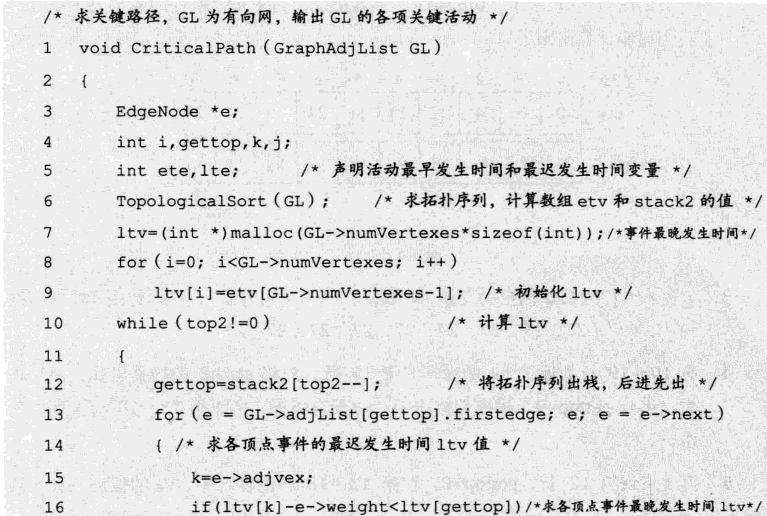 /* 求关键路径，GL 为有向网，输出 GL 的各项关键活动 */
1 void CriticalPath（GraphAdjList GL）
2 {
3 EdgeNode *e;
4 int i,gettop,k,j;
5 int ete,lte; /* 声明活动最早发生时间和最迟发生时间变量 */
6 TopologicalSort（GL）; /* 求拓扑序列，计算数组 etv 和 stack2 的值 */
7 ltv=(int *)malloc(GL->numVertexes*sizeof(int));/*事件最晚发生时间*/
8 for（i=0; i<GL->numVertexes; i++）
9 ltv[i]=etv[GL->numVertexes-1]; /* 初始化 ltv */
10 while（top2!=0） /* 计算 ltv */
11 {
12 gettop=stack2[top2--]; /* 将拓扑序列出栈，后进先出 */
13 for（e = GL->adjList[gettop].firstedge; e; e = e->next）
14 { /* 求各顶点事件的最迟发生时间 ltv 值 */
15 k=e->adjvex;
16 if(ltv[k]-e->weight<ltv[gettop])/*求各顶点事件最晚发生时间 ltv*/